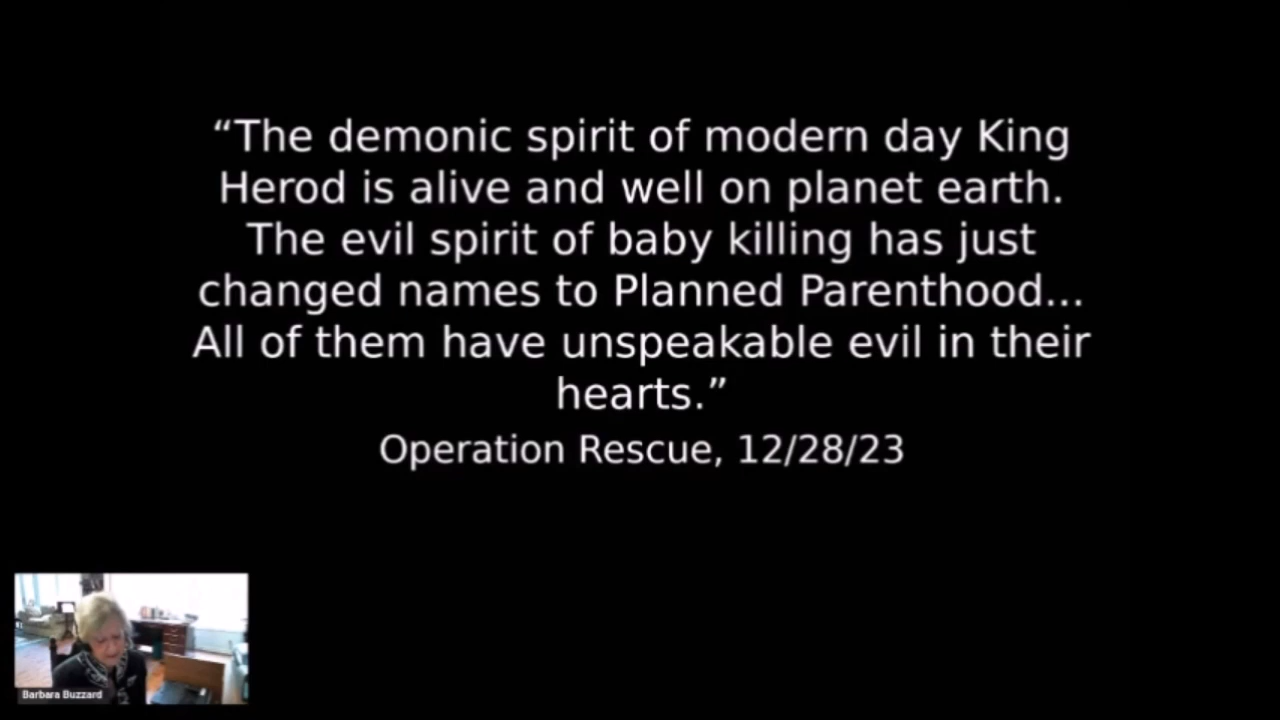 “The demonic spirit of modern day King
Herod is alive and well on planet earth.
The evil spirit of baby killing has just
changed names to Planned Parenthood...
All of them have unspeakable evil in their
hearts.”
Operation Rescue, 12/28/23
Barbara Buzzard